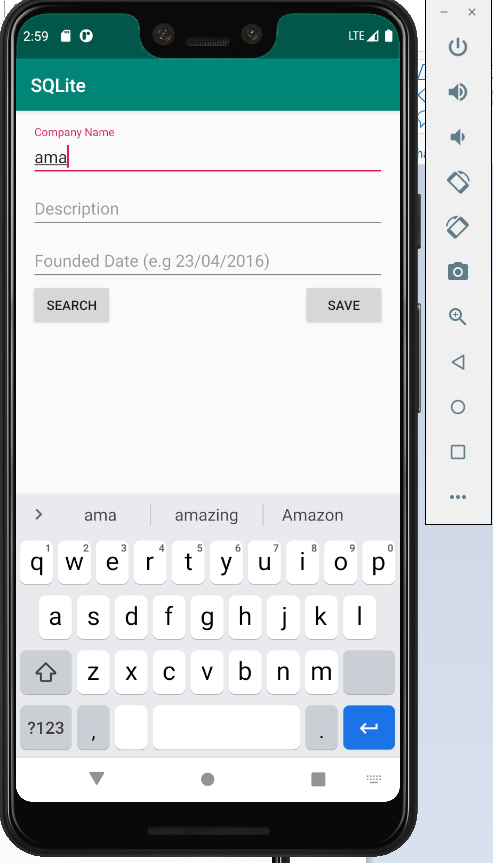 2:59 LTE
SQLite
Company Name
ama
Description
Founded Date (e.g 23/04/2016)
SEARCH SAVE
ama amazing Amazon
q1 w2 e3 r4 t5 y6 u7 i8 o9 p0
a s d f g h j k l
z x c v b n m
?123 , .